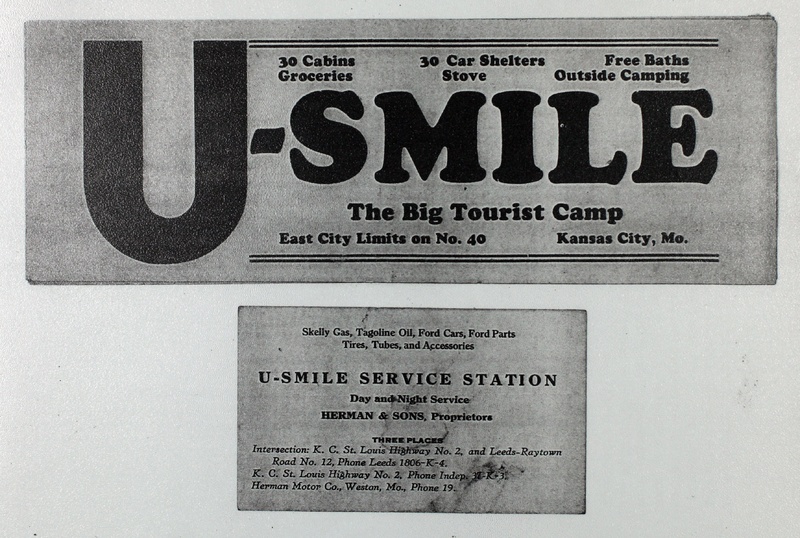 30 Cabins 30 Car Shelters Free Baths
Groceries Stove Outside Camping
U-SMILE
The Big Tourist Camp
East City Limits on No. 40 Kansas City, Mo.
Skelly Gas, Tagoline Oil, Ford Cars, Ford Parts
Tires, Tubes, and Accessories
U-SMILE SERVICE STATION
Day and Night Service
HERMAN & SONS, Proprietors
THREE PLACES
Intersection: K. C. St. Louis Highway No. 2, and Leeds-Raytown
Road No. 12, Phone Leeds 1806-K-4.
K. C. St. Louis Highway No. 2, Phone Indep.
Herman Motor Co., Weston, Mo., Phone 19.